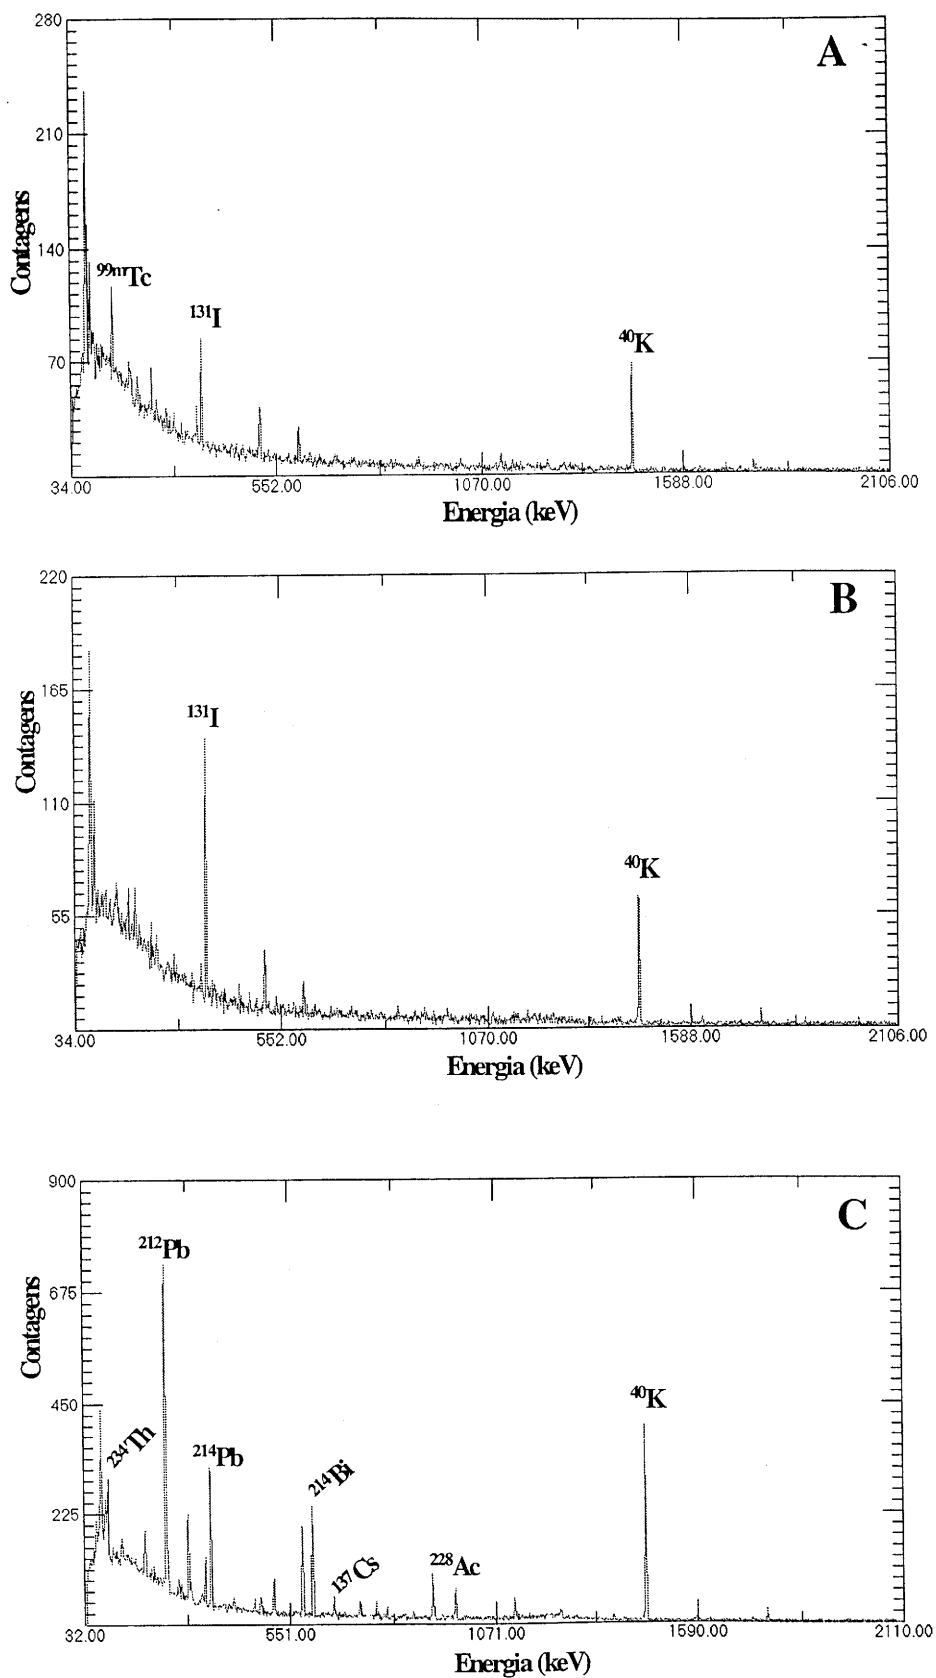 280
A
210
Contagens
140
99mTc
131I
70
40K
34.00 552.00 1070.00 1588.00 2106.00
Energia (keV)
220
B
165
131I
Contagens
110
40K
55
34.00 552.00 1070.00 1588.00 2106.00
Energia (keV)
900
C
212Pb
675
Contagens
450
40K
234Th
214Pb
214Bi
225
137Cs
228Ac
32.00 551.00 1071.00 1590.00 2110.00
Energia (keV)